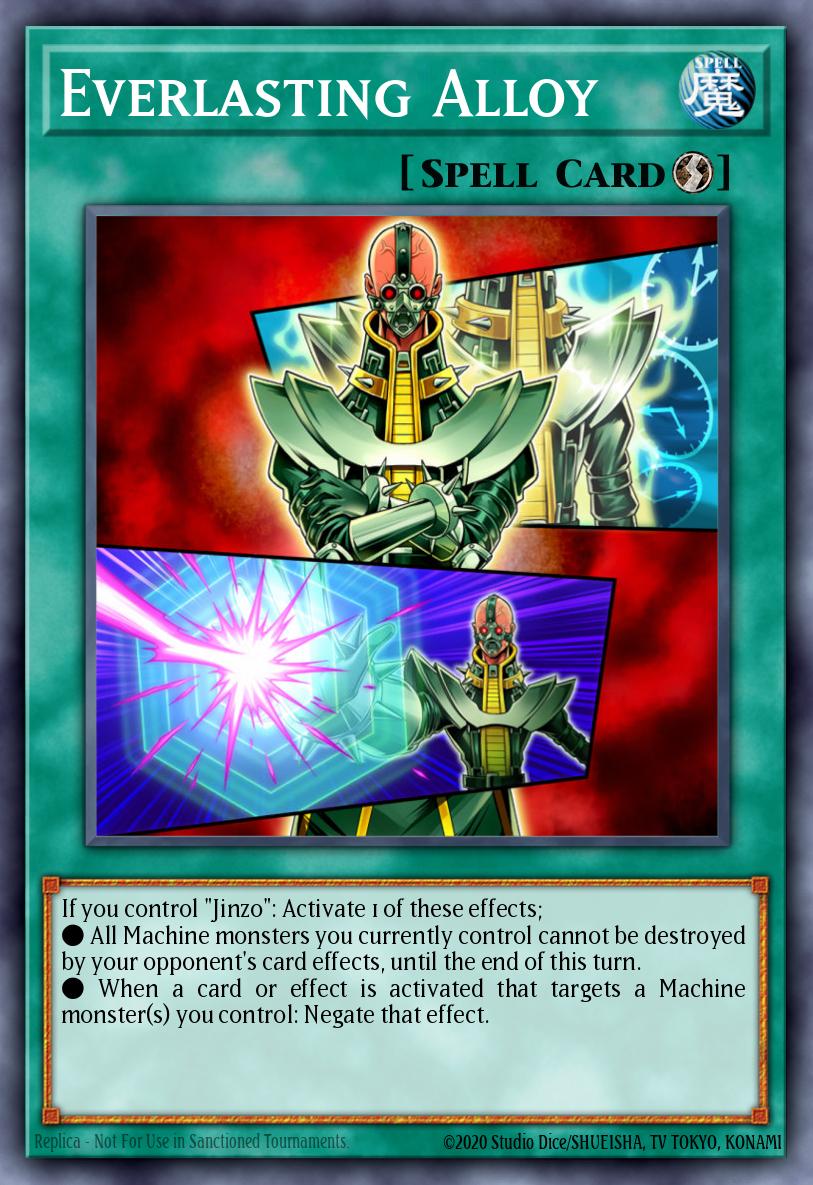 EVERLASTING ALLOY
SPELL
魔
[SPELL CARD]
If you control "Jinzo": Activate 1 of these effects;
● All Machine monsters you currently control cannot be destroyed
by your opponent's card effects, until the end of this turn.
● When a card or effect is activated that targets a Machine
monster(s) you control: Negate that effect.
Replica - Not For Use in Sanctioned Tournaments.
©2020 Studio Dice/SHUEISHA, TV TOKYO, KONAMI